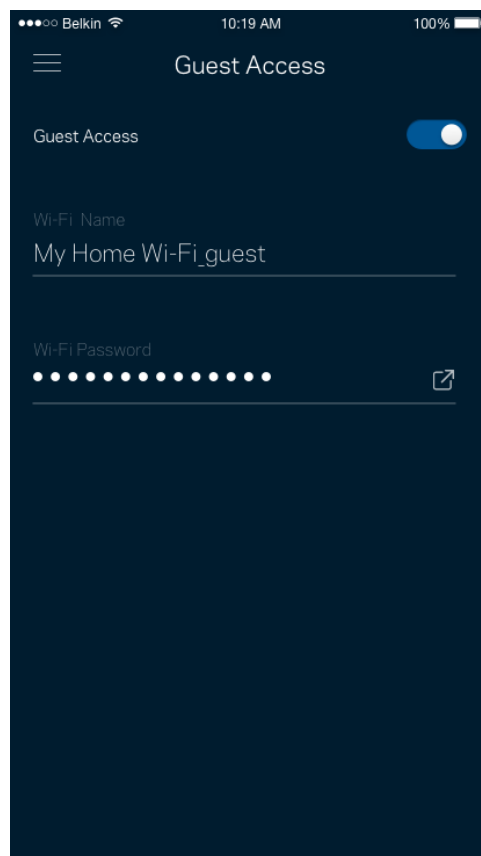 Belkin 10:19 AM 100%
Guest Access
Guest Access
Wi-Fi Name
My Home Wi-Fi_guest
Wi-Fi Password
●●●●●●●●●●●●●●